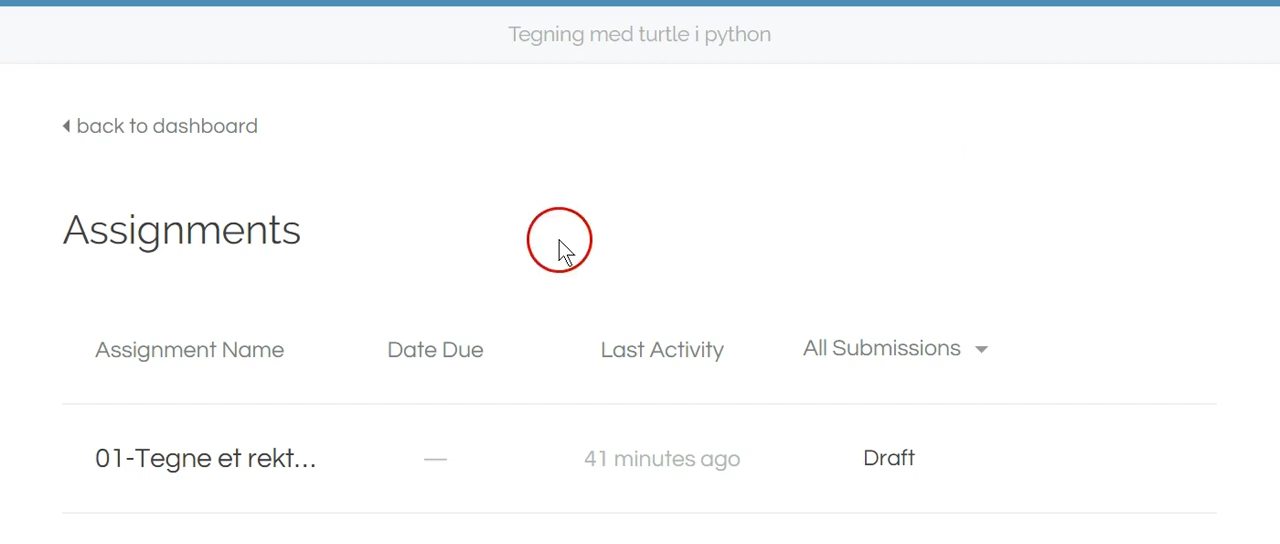 Tegning med turtle i python
back to dashboard
Assignments
Assignment Name Date Due Last Activity All Submissions
01-Tegne et rekt... — 41 minutes ago Draft